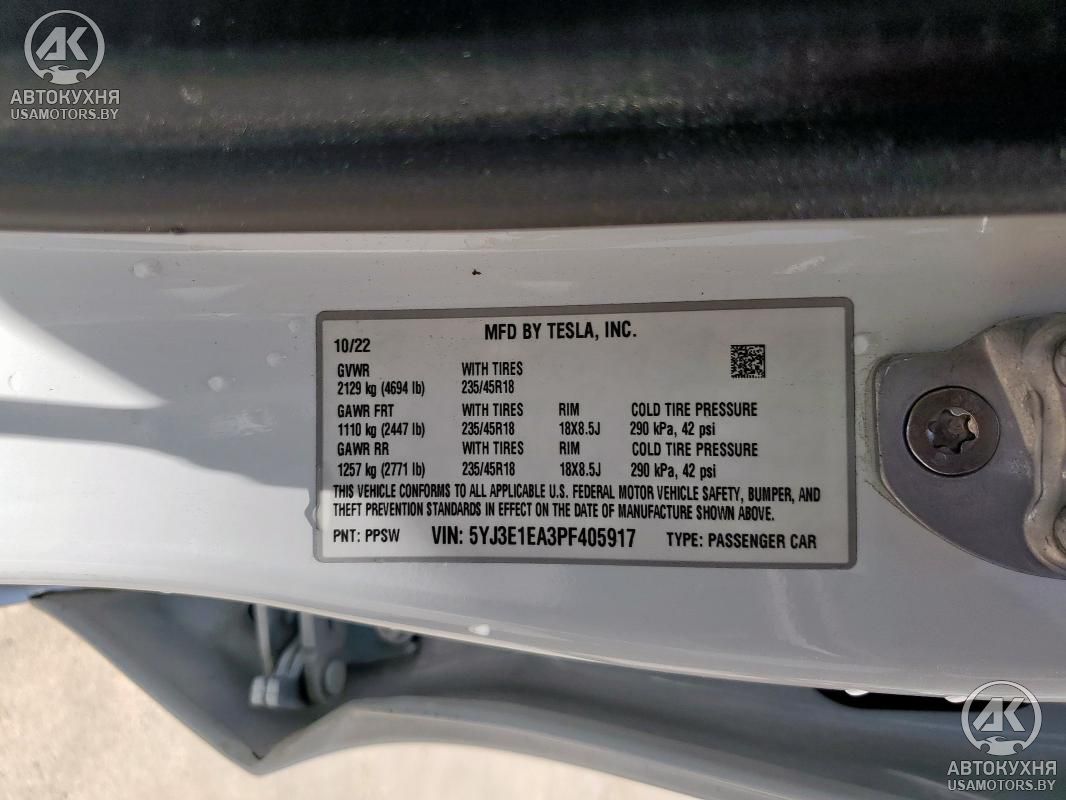 АК
АВТОКУХНЯ
USAMOTORS.BY
MFD BY TESLA, INC.
10/22
GVWR WITH TIRES
2129 kg (4694 lb) 235/45R18
GAWR FRT WITH TIRES RIM COLD TIRE PRESSURE
1110 kg (2447 lb) 235/45R18 18X8.5J 290 kPa, 42 psi
GAWR RR WITH TIRES RIM COLD TIRE PRESSURE
1257 kg (2771 lb) 235/45R18 18X8.5J 290 kPa, 42 psi
THIS VEHICLE CONFORMS TO ALL APPLICABLE U.S. FEDERAL MOTOR VEHICLE SAFETY, BUMPER, AND
THEFT PREVENTION STANDARDS IN EFFECT ON THE DATE OF MANUFACTURE SHOWN ABOVE.
PNT: PPSW VIN: 5YJ3E1EA3PF405917 TYPE: PASSENGER CAR
АК
АВТОКУХНЯ
USAMOTORS.BY